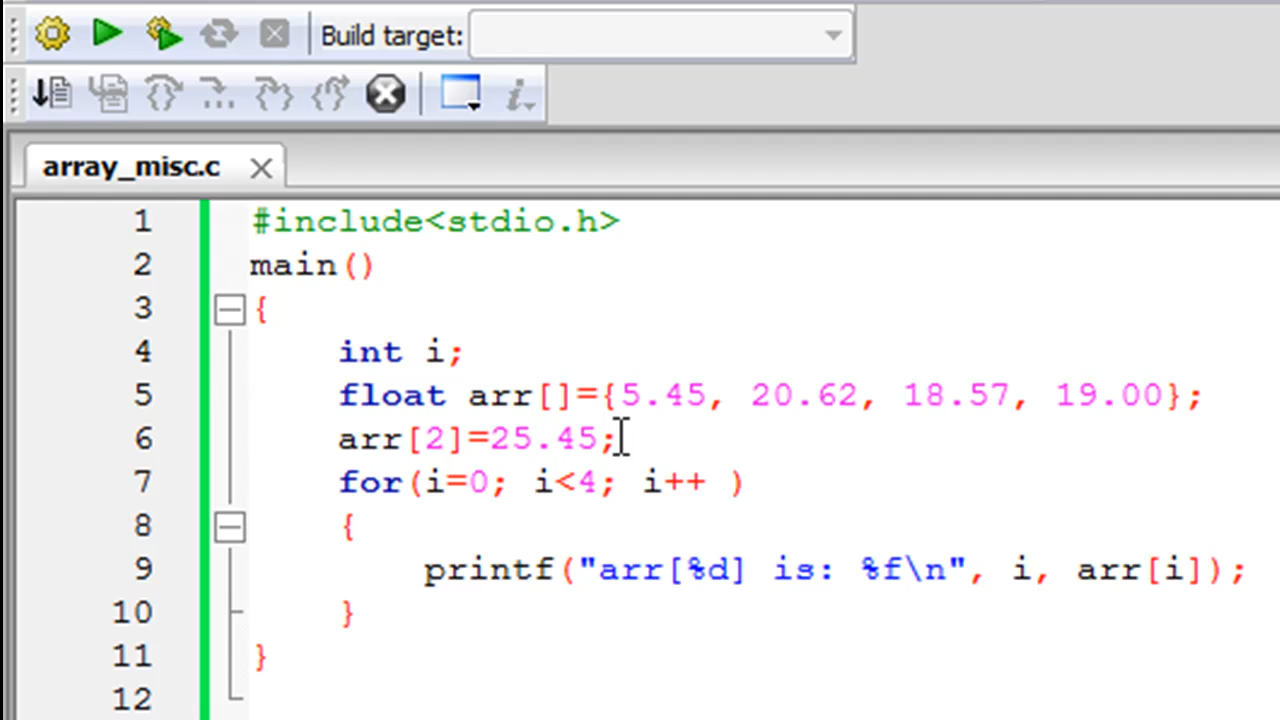 Build target:
array_misc.c
1 #include<stdio.h>
2 main()
3 {
4 int i;
5 float arr[]={5.45, 20.62, 18.57, 19.00};
6 arr[2]=25.45;
7 for(i=0; i<4; i++ )
8 {
9 printf("arr[%d] is: %f\n", i, arr[i]);
10 }
11 }
12